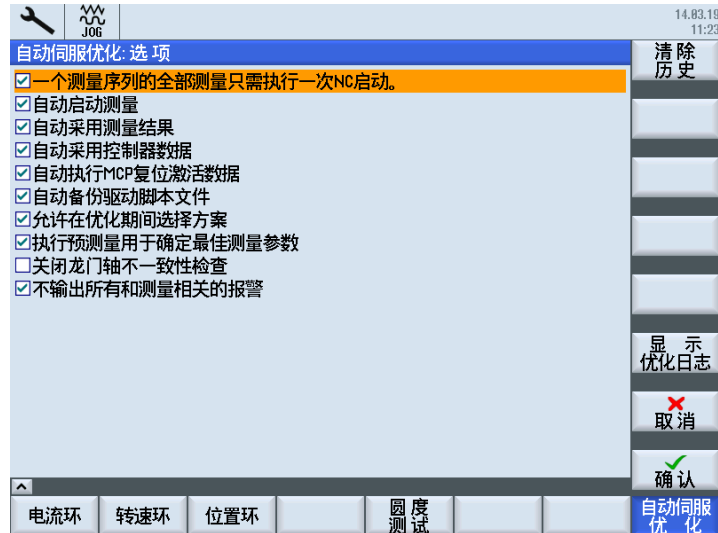 14.03.19
11:23
JOG
自动伺服优化: 选项
一个测量序列的全部测量只需执行一次NC启动。
自动启动测量
自动采用测量结果
自动采用控制器数据
自动执行MCP复位激活数据
自动备份驱动脚本文件
允许在优化期间选择方案
执行预测量用于确定最佳测量参数
关闭龙门轴不一致性检查
不输出所有和测量相关的报警
清除
历史
显 示
优化日志
取消
确认
电流环
转速环
位置环
圆度
测试
自动伺服
优 化